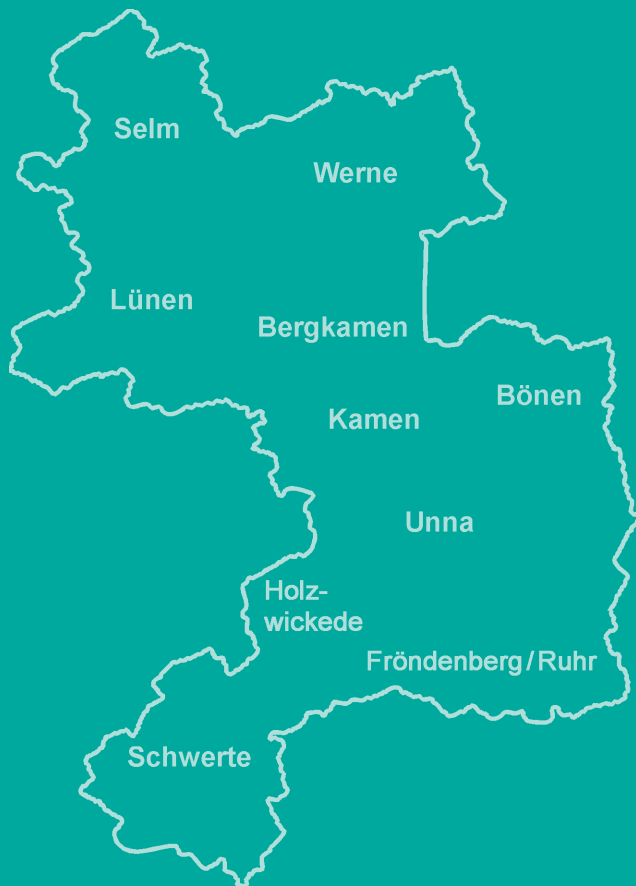 Selm
Werne
Lünen
Bergkamen
Bönen
Kamen
Unna
Holz-
wickede
Fröndenberg/Ruhr
Schwerte